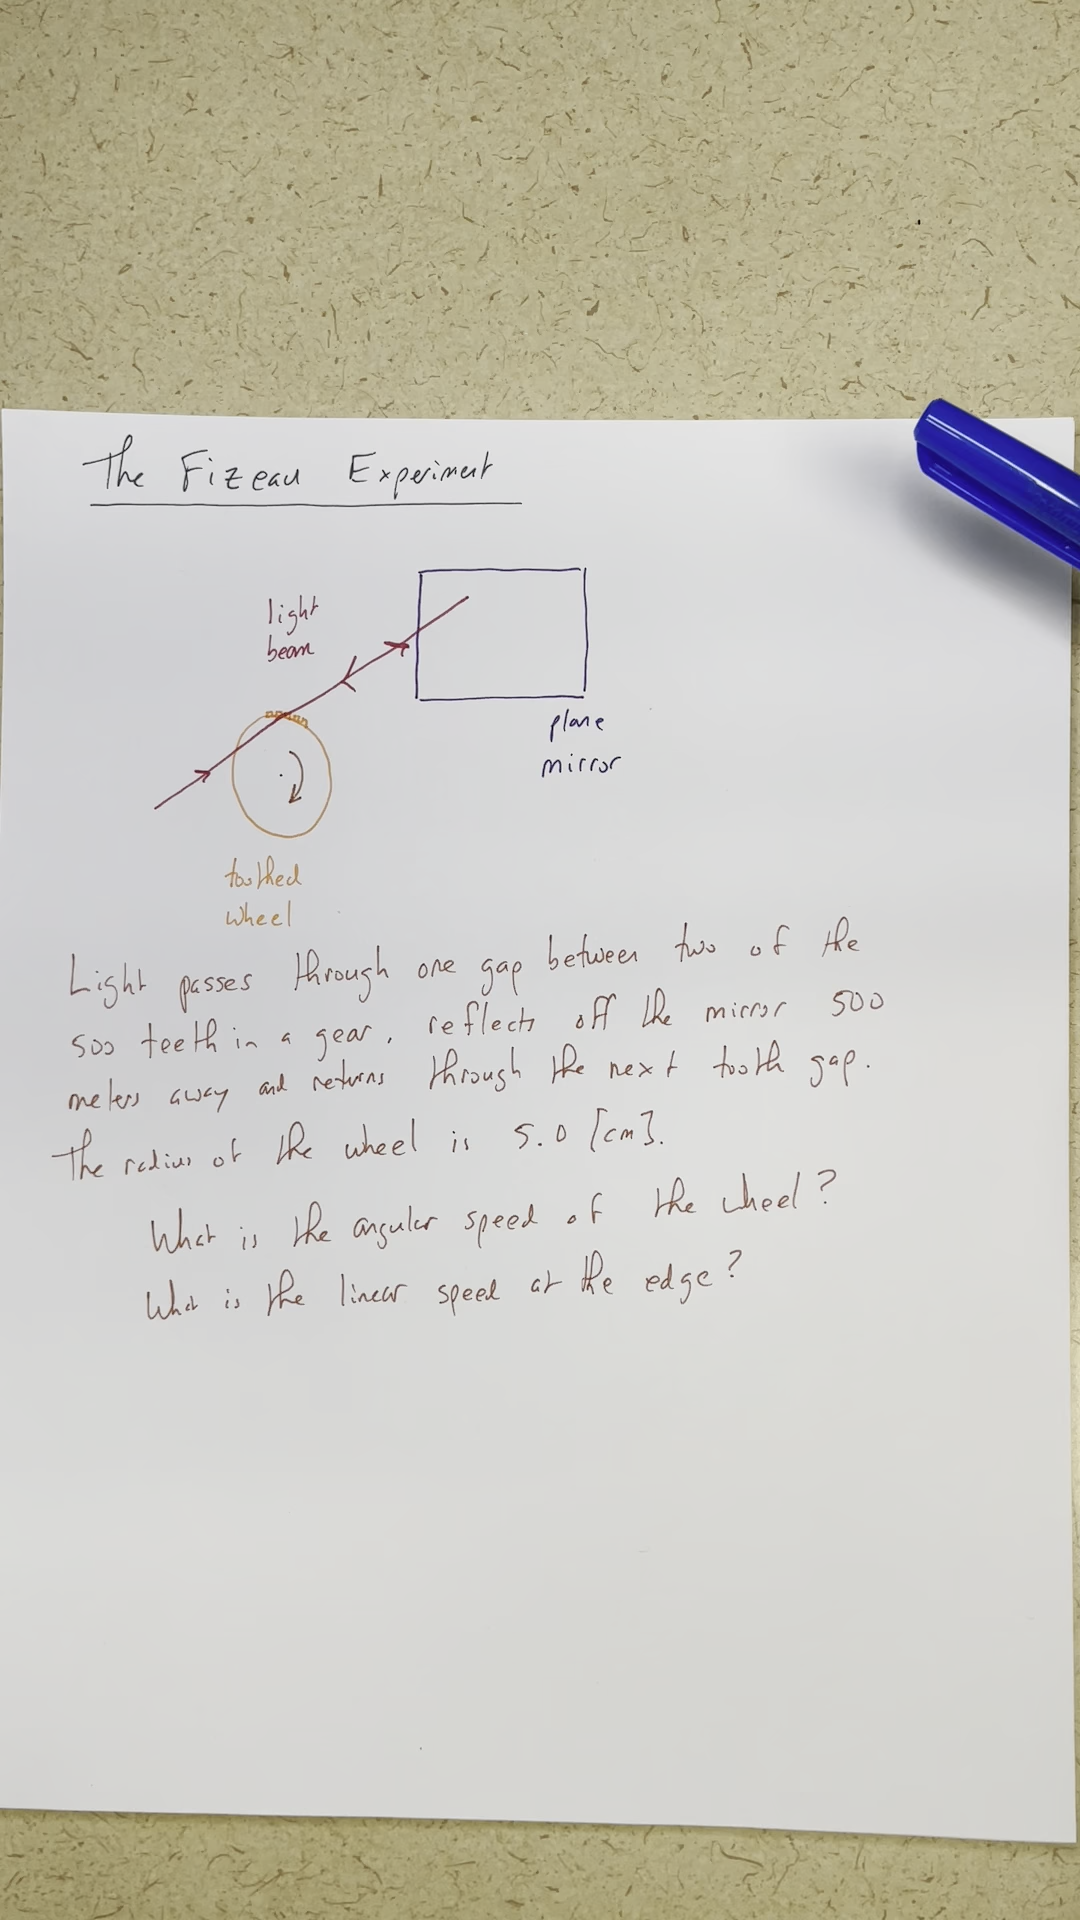 The Fizeau Experiment
light
beam
plane
mirror
toothed
wheel
Light passes through one gap between two of the
500 teeth in a gear, reflects off the mirror 500
meters away and returns through the next tooth gap.
The radius of the wheel is 5.0 [cm].
What is the angular speed of the wheel?
What is the linear speed at the edge?